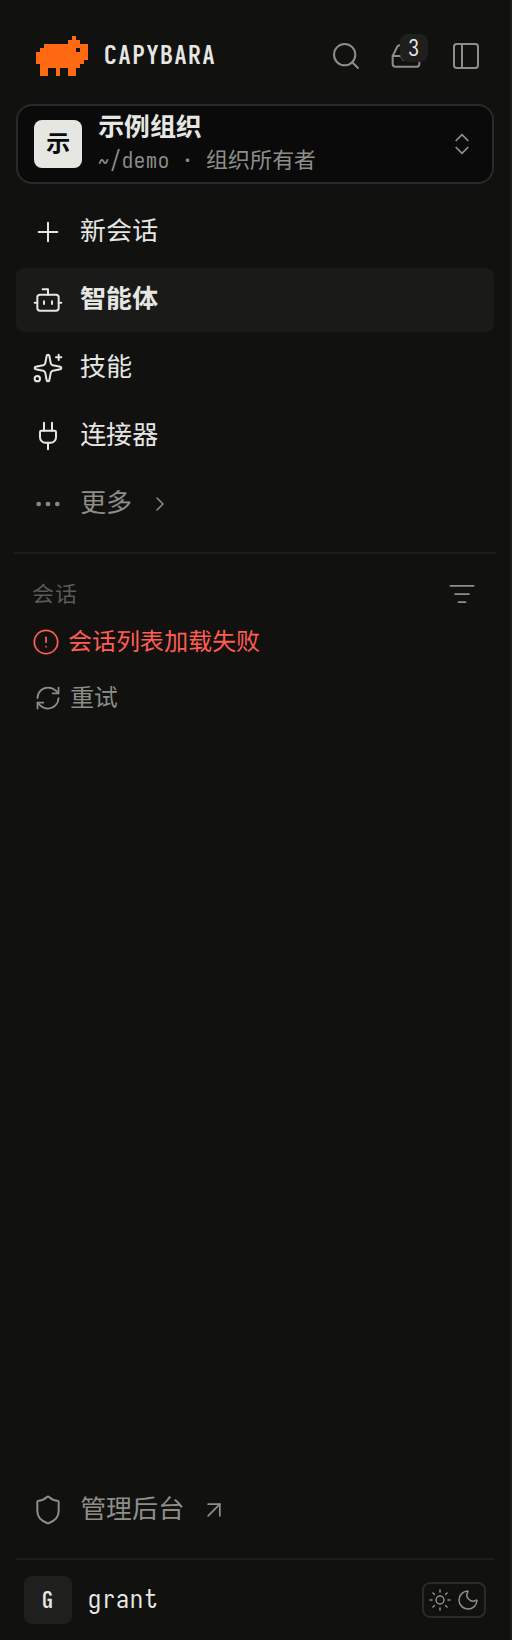 CAPYBARA
3
示
示例组织
~/demo · 组织所有者
新会话
智能体
技能
连接器
更多
会话
会话列表加载失败
重试
管理后台
G
grant